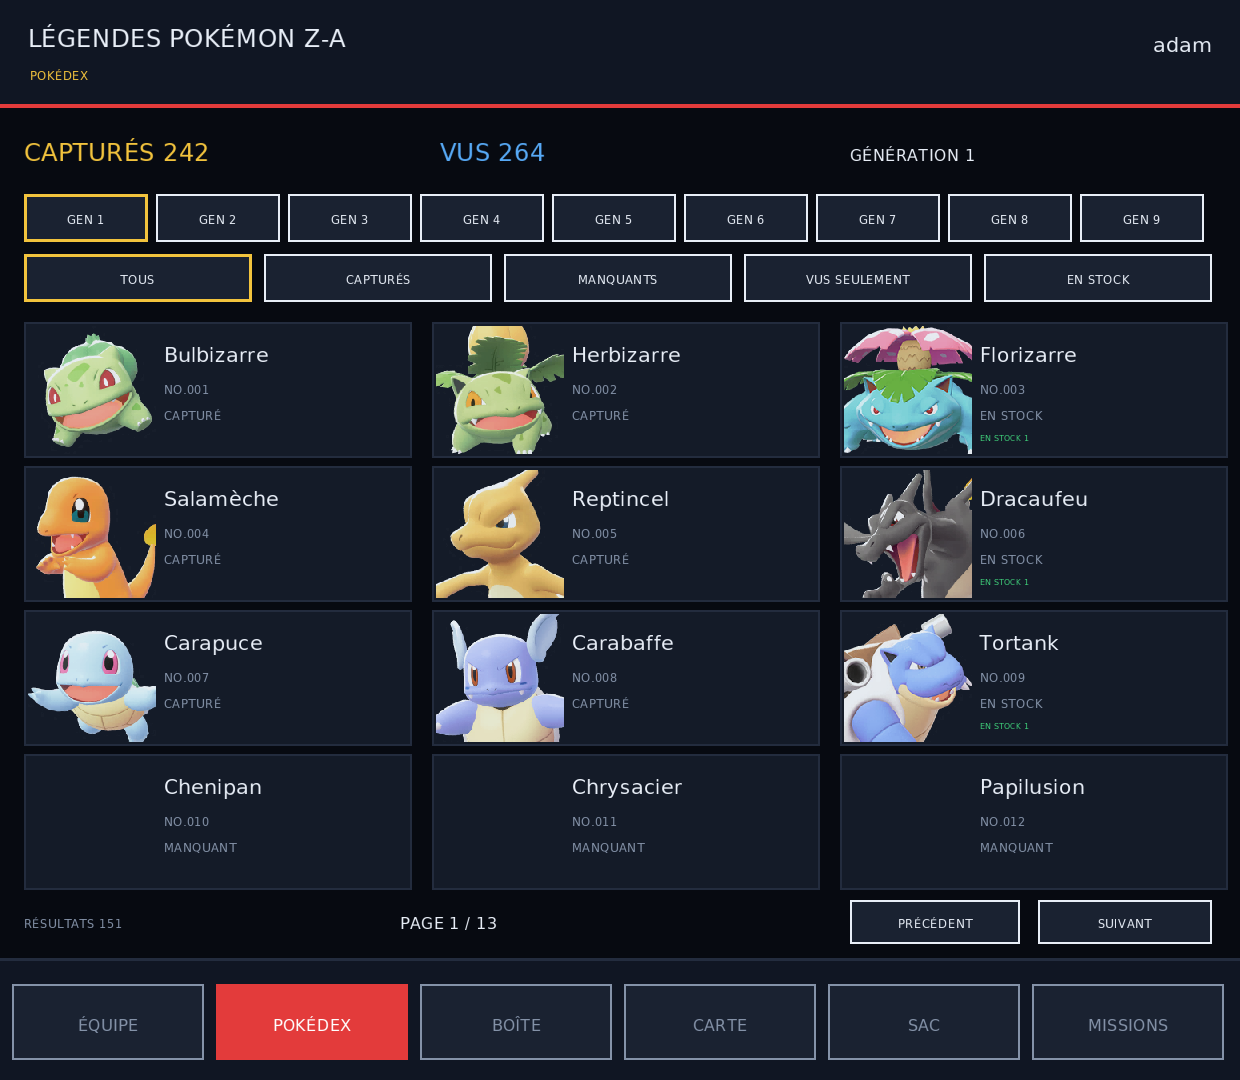 LÉGENDES POKÉMON Z-A
adam
POKÉDEX
CAPTURÉS 242
VUS 264
GÉNÉRATION 1
GEN 1
GEN 2
GEN 3
GEN 4
GEN 5
GEN 6
GEN 7
GEN 8
GEN 9
TOUS
CAPTURÉS
MANQUANTS
VUS SEULEMENT
EN STOCK
Bulbizarre
NO.001
CAPTURÉ
Herbizarre
NO.002
CAPTURÉ
Florizarre
NO.003
EN STOCK
EN STOCK 1
Salamèche
NO.004
CAPTURÉ
Reptincel
NO.005
CAPTURÉ
Dracaufeu
NO.006
EN STOCK
EN STOCK 1
Carapuce
NO.007
CAPTURÉ
Carabaffe
NO.008
CAPTURÉ
Tortank
NO.009
EN STOCK
EN STOCK 1
Chenipan
NO.010
MANQUANT
Chrysacier
NO.011
MANQUANT
Papilusion
NO.012
MANQUANT
RÉSULTATS 151
PAGE 1 / 13
PRÉCÉDENT
SUIVANT
ÉQUIPE
POKÉDEX
BOÎTE
CARTE
SAC
MISSIONS